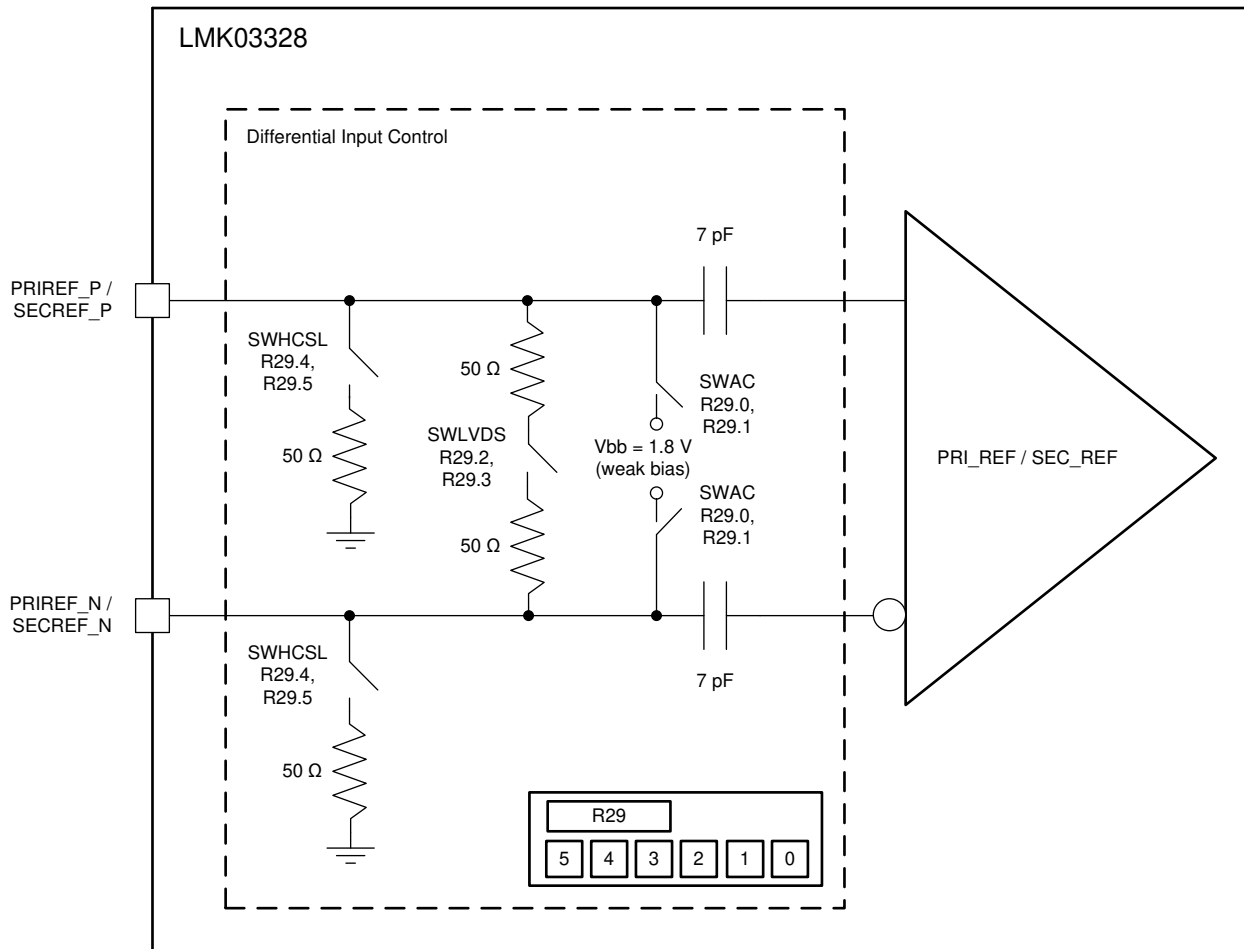 LMK03328
Differential Input Control
7 pF
PRIREF_P /
SECREF_P
SWHCSL
R29.4,
R29.5
50 Ω
50 Ω
SWLVDS
R29.2,
R29.3
50 Ω
SWAC
R29.0,
R29.1
Vbb = 1.8 V
(weak bias)
SWAC
R29.0,
R29.1
PRI_REF / SEC_REF
PRIREF_N /
SECREF_N
SWHCSL
R29.4,
R29.5
50 Ω
7 pF
R29
5 4 3 2 1 0